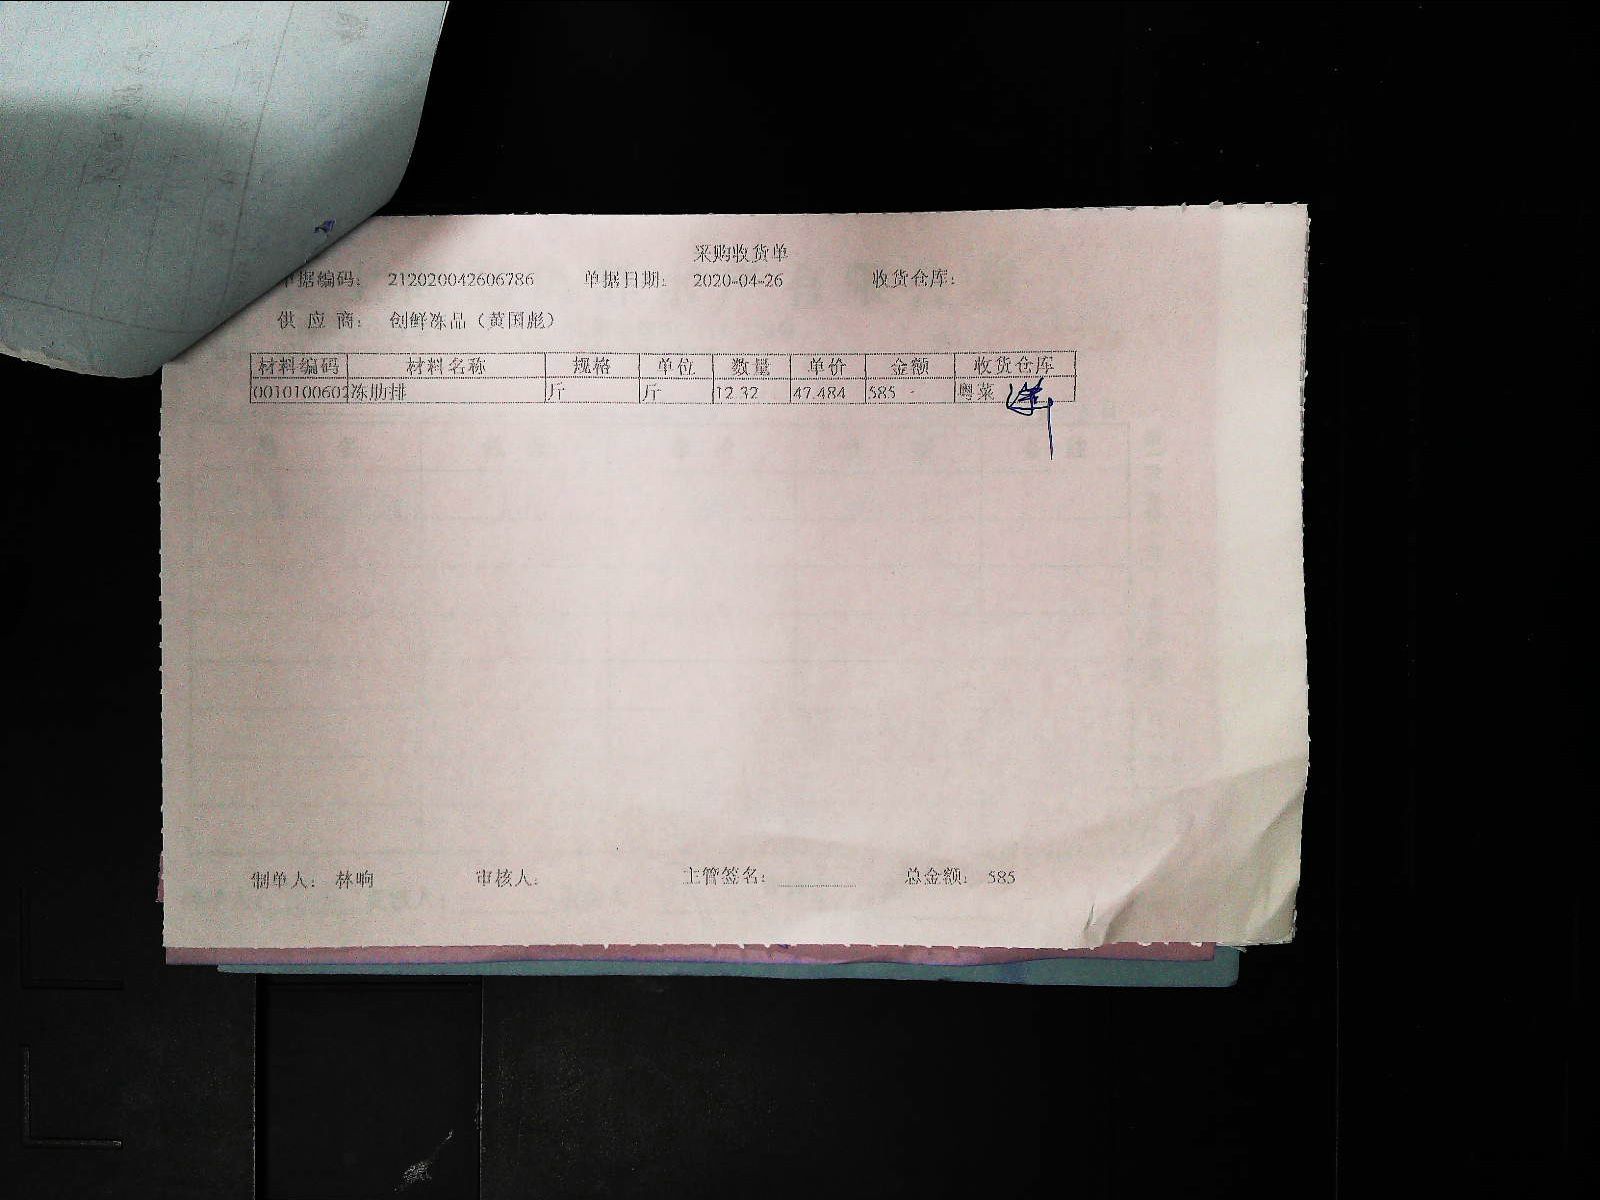 采购收货单
单据编码： 212020042606786 单据日期： 2020-04-26 收货仓库：
供 应 商： 创鲜冻品（黄国彪）
材料编码 材料名称 规格 单位 数量 单价 金额 收货仓库
0010100602 冻肋排 斤 斤 12.32 47.484 585 粤菜
制单人： 林响 审核人： 主管签名： 总金额： 585